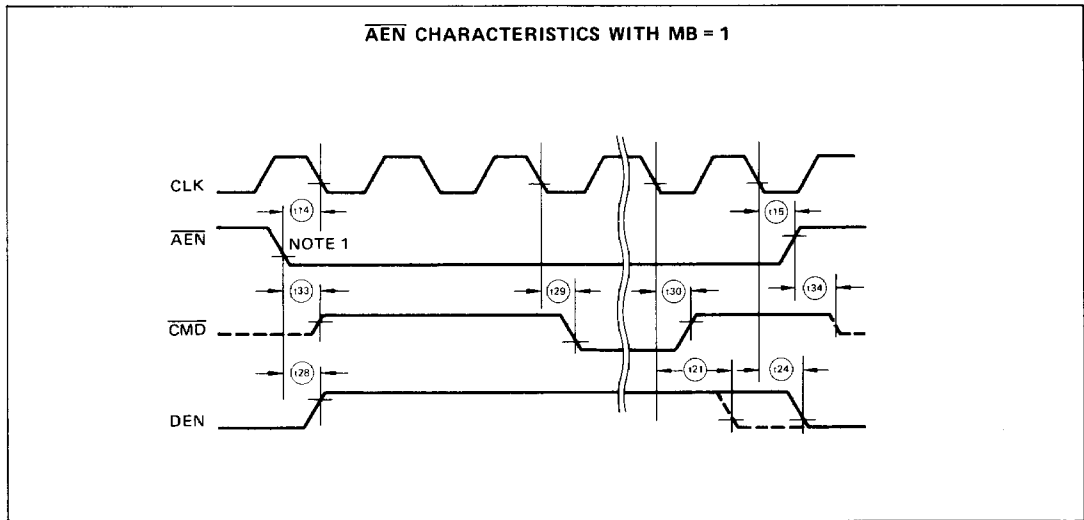 AEN CHARACTERISTICS WITH MB = 1
CLK
t14
t15
AEN
NOTE 1
t33
t29
t30
t34
CMD
t28
t21
t24
DEN